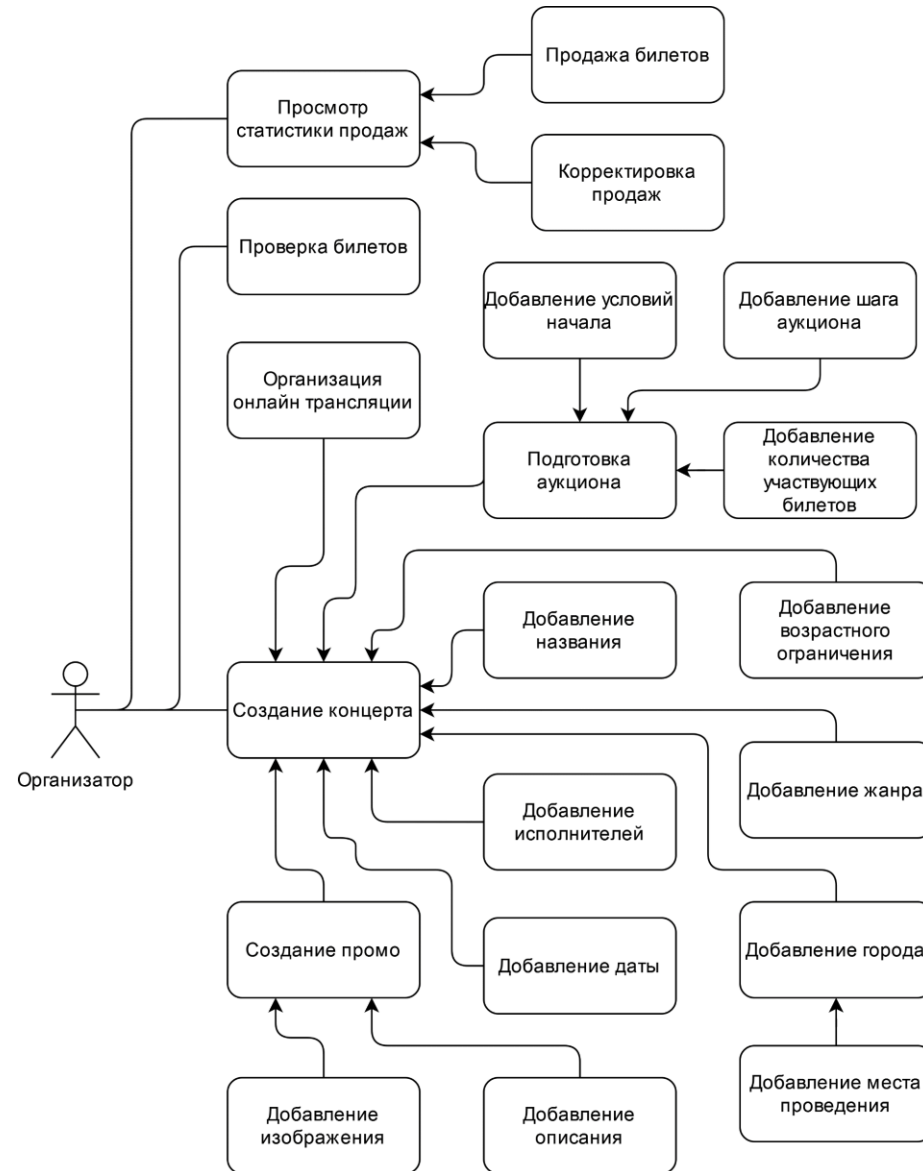 Продажа билетов
Просмотр
статистики продаж
Корректировка
продаж
Проверка билетов
Добавление условий
начала
Добавление шага
аукциона
Организация
онлайн трансляции
Подготовка
аукциона
Добавление
количества
участвующих
билетов
Добавление
названия
Добавление
возрастного
ограничения
Создание концерта
Организатор
Добавление жанра
Добавление
исполнителей
Создание промо
Добавление даты
Добавление города
Добавление
изображения
Добавление
описания
Добавление места
проведения